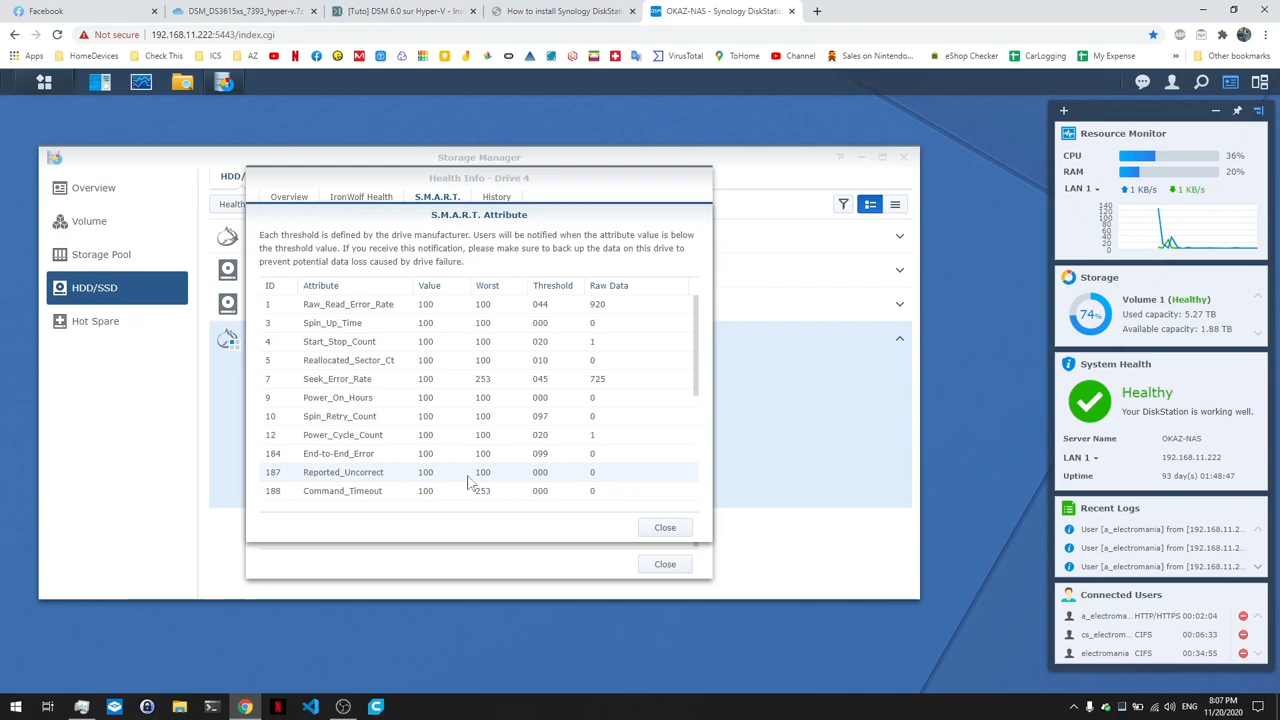 Facebook
DSM_DS3615xs_7393_hyper-v.7z
[Tuto] DSM 6.0 sur Hyper-V - Ins
How to install Synology DiskStati
OKAZ-NAS - Synology DiskStati
Not secure
192.168.11.222:5443/index.cgi
Apps
HomeDevices
Check This
ICS
AZ
VirusTotal
ToHome
Channel
Sales on Nintendo...
eShop Checker
CarLogging
My Expense
Other bookmarks
Storage Manager
Overview
Volume
Storage Pool
HDD/SSD
Hot Spare
HDD/
Health
Health Info - Drive 4
Overview
IronWolf Health
S.M.A.R.T.
History
S.M.A.R.T. Attribute
Each threshold is defined by the drive manufacturer. Users will be notified when the attribute value is below
the threshold value. If you receive this notification, please make sure to back up the data on this drive to
prevent potential data loss caused by drive failure.
ID Attribute Value Worst Threshold Raw Data
1 Raw_Read_Error_Rate 100 100 044 920
3 Spin_Up_Time 100 100 000 0
4 Start_Stop_Count 100 100 020 1
5 Reallocated_Sector_Ct 100 100 010 0
7 Seek_Error_Rate 100 253 045 725
9 Power_On_Hours 100 100 000 0
10 Spin_Retry_Count 100 100 097 0
12 Power_Cycle_Count 100 100 020 1
184 End-to-End_Error 100 100 099 0
187 Reported_Uncorrect 100 100 000 0
188 Command_Timeout 100 253 000 0
Close
Close
Resource Monitor
CPU 36%
RAM 20%
LAN 1 1 KB/s 1 KB/s
140
120
100
80
60
40
20
0
Storage
74%
Volume 1 (Healthy)
Used capacity: 5.27 TB
Available capacity: 1.88 TB
System Health
Healthy
Your DiskStation is working well.
Server Name OKAZ-NAS
LAN 1 192.168.11.222
Uptime 93 day(s) 01:48:47
Recent Logs
User [a_electromania] from [192.168.11.2...
User [a_electromania] from [192.168.11.2...
User [a_electromania] from [192.168.11.2...
Connected Users
a_electroma... HTTP/HTTPS 00:02:04
cs_electrom... CIFS 00:06:33
electromania CIFS 00:34:55
ENG
8:07 PM
11/20/2020